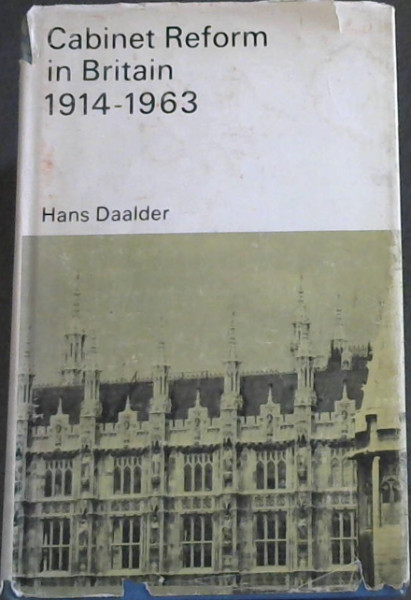 Cabinet Reform
in Britain
1914-1963
Hans Daalder